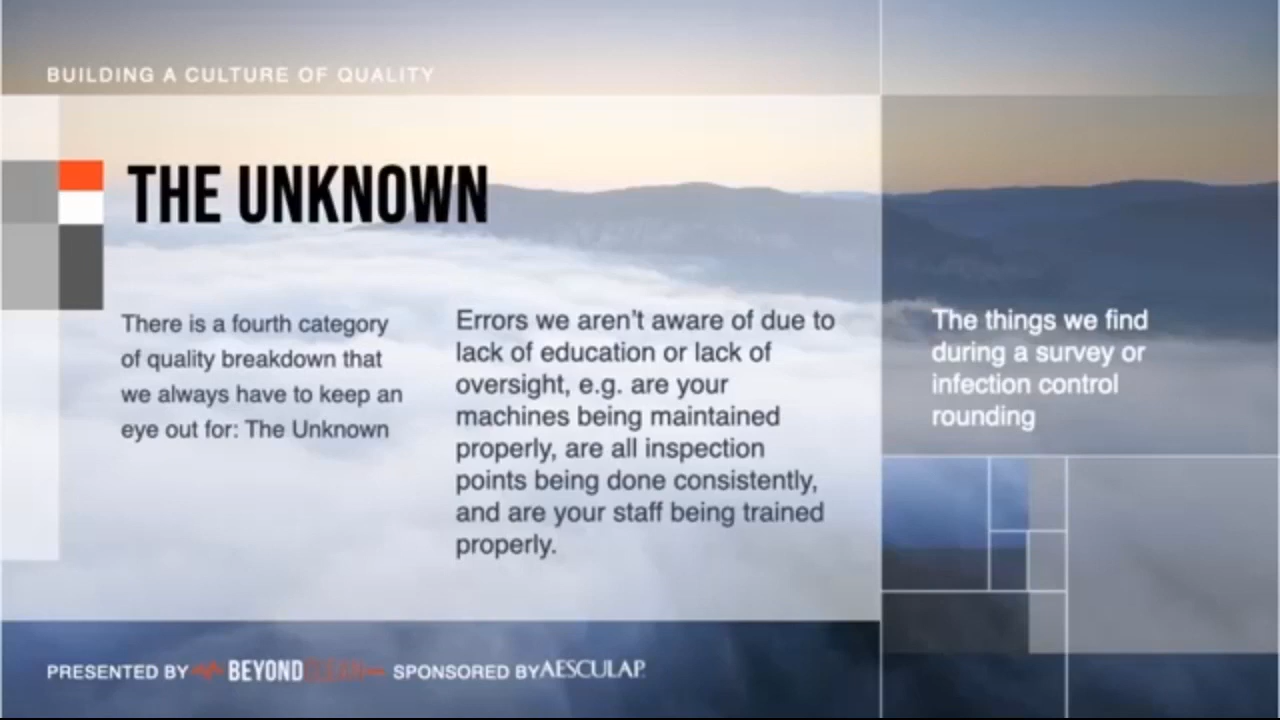 BUILDING A CULTURE OF QUALITY
THE UNKNOWN
There is a fourth category
of quality breakdown that
we always have to keep an
eye out for: The Unknown
Errors we aren't aware of due to
lack of education or lack of
oversight, e.g. are your
machines being maintained
properly, are all inspection
points being done consistently,
and are your staff being trained
properly.
The things we find
during a survey or
infection control
rounding
PRESENTED BY BEYOND CLEAN SPONSORED BY AESCULAP